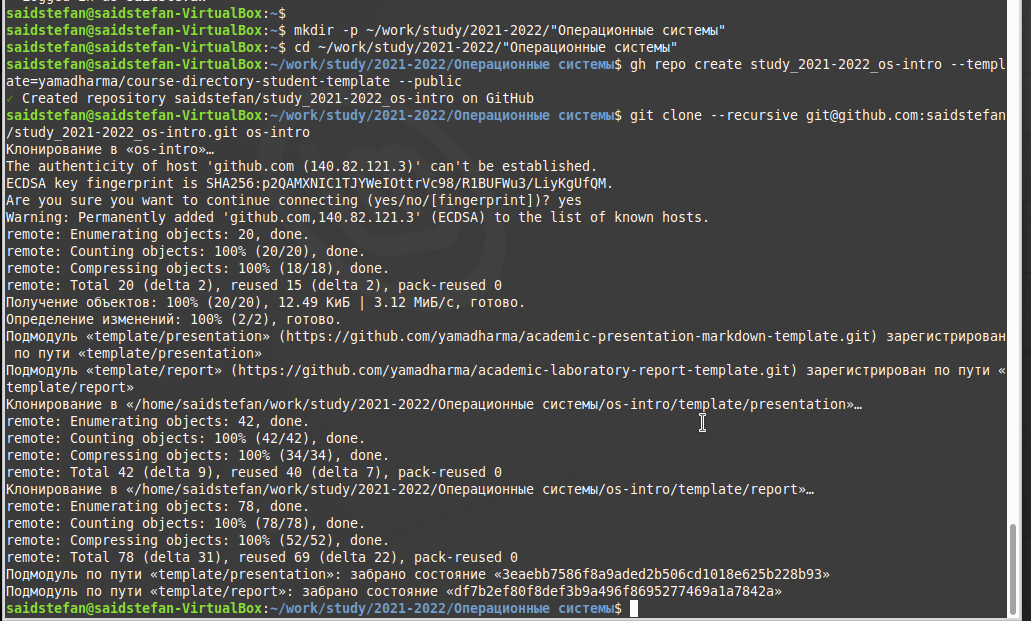 saidstefan@saidstefan-VirtualBox:~$
saidstefan@saidstefan-VirtualBox:~$ mkdir -p ~/work/study/2021-2022/"Операционные системы"
saidstefan@saidstefan-VirtualBox:~$ cd ~/work/study/2021-2022/"Операционные системы"
saidstefan@saidstefan-VirtualBox:~/work/study/2021-2022/Операционные системы$ gh repo create study_2021-2022_os-intro --templ
ate=yamadharma/course-directory-student-template --public
✓ Created repository saidstefan/study_2021-2022_os-intro on GitHub
saidstefan@saidstefan-VirtualBox:~/work/study/2021-2022/Операционные системы$ git clone --recursive git@github.com:saidstefan
/study_2021-2022_os-intro.git os-intro
Клонирование в «os-intro»…
The authenticity of host 'github.com (140.82.121.3)' can't be established.
ECDSA key fingerprint is SHA256:p2QAMXNIC1TJYWeIOttrVc98/R1BUFWu3/LiyKgUfQM.
Are you sure you want to continue connecting (yes/no/[fingerprint])? yes
Warning: Permanently added 'github.com,140.82.121.3' (ECDSA) to the list of known hosts.
remote: Enumerating objects: 20, done.
remote: Counting objects: 100% (20/20), done.
remote: Compressing objects: 100% (18/18), done.
remote: Total 20 (delta 2), reused 15 (delta 2), pack-reused 0
Получение объектов: 100% (20/20), 12.49 КиБ | 3.12 МиБ/с, готово.
Определение изменений: 100% (2/2), готово.
Подмодуль «template/presentation» (https://github.com/yamadharma/academic-presentation-markdown-template.git) зарегистрирован
по пути «template/presentation»
Подмодуль «template/report» (https://github.com/yamadharma/academic-laboratory-report-template.git) зарегистрирован по пути «
template/report»
Клонирование в «/home/saidstefan/work/study/2021-2022/Операционные системы/os-intro/template/presentation»…
remote: Enumerating objects: 42, done.
remote: Counting objects: 100% (42/42), done.
remote: Compressing objects: 100% (34/34), done.
remote: Total 42 (delta 9), reused 40 (delta 7), pack-reused 0
Клонирование в «/home/saidstefan/work/study/2021-2022/Операционные системы/os-intro/template/report»…
remote: Enumerating objects: 78, done.
remote: Counting objects: 100% (78/78), done.
remote: Compressing objects: 100% (52/52), done.
remote: Total 78 (delta 31), reused 69 (delta 22), pack-reused 0
Подмодуль по пути «template/presentation»: забрано состояние «3eaebb7586f8a9aded2b506cd1018e625b228b93»
Подмодуль по пути «template/report»: забрано состояние «df7b2ef80f8def3b9a496f8695277469a1a7842a»
saidstefan@saidstefan-VirtualBox:~/work/study/2021-2022/Операционные системы$